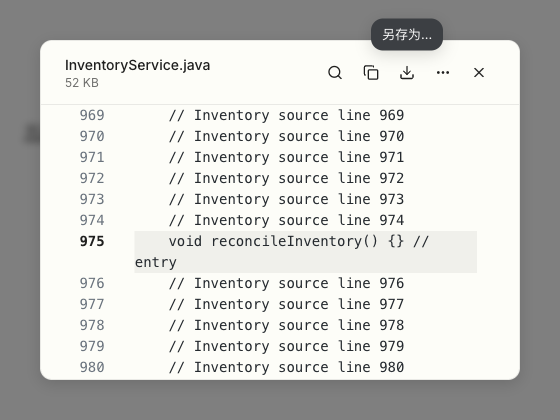 另存为...
InventoryService.java
52 KB
969 // Inventory source line 969
970 // Inventory source line 970
971 // Inventory source line 971
972 // Inventory source line 972
973 // Inventory source line 973
974 // Inventory source line 974
975 void reconcileInventory() {} //
entry
976 // Inventory source line 976
977 // Inventory source line 977
978 // Inventory source line 978
979 // Inventory source line 979
980 // Inventory source line 980